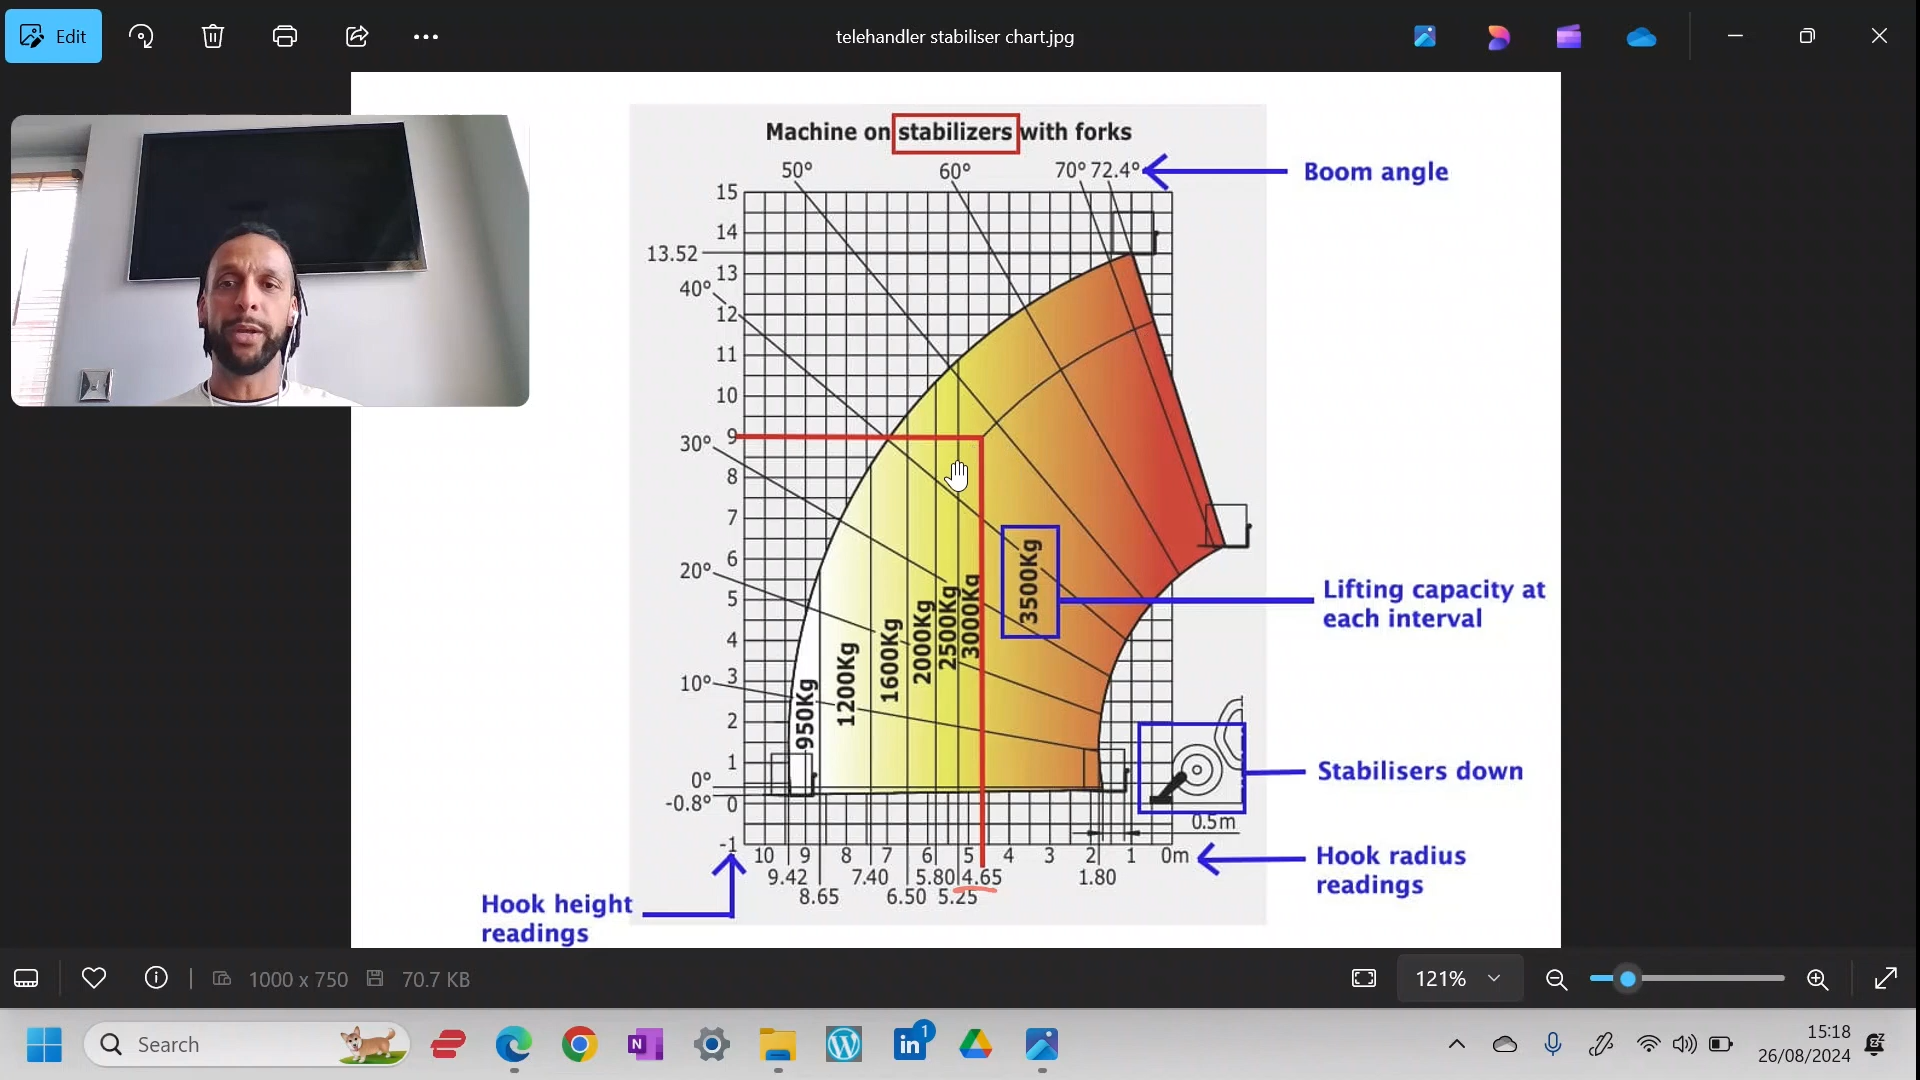 Edit
telehandler stabiliser chart.jpg
Machine on stabilizers with forks
50° 60° 70° 72.4°
Boom angle
15
14
13.52
13
40°
12
11
10
9
30°
8
7
6
20°
5
4
3
10°
2
1
0°
-0.8° 0
-1
950Kg
1200Kg
1600Kg
2000Kg
2500Kg
3000Kg
3500Kg
Lifting capacity at
each interval
Stabilisers down
0.5m
10 9 8 7 6 5 4 3 2 1 0m
9.42 7.40 5.80 4.65 1.80
8.65 6.50 5.25
Hook radius
readings
Hook height
readings
1000 x 750 70.7 KB
121%
Search
N
W
in 1
15:18
26/08/2024